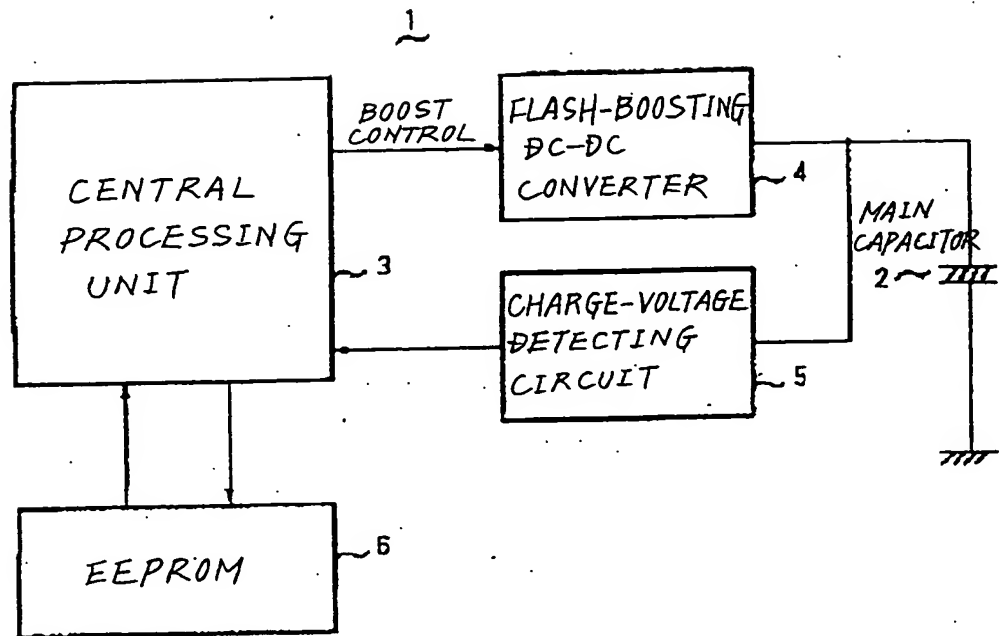 1
CENTRAL
PROCESSING
UNIT
3
BOOST
CONTROL
FLASH-BOOSTING
DC-DC
CONVERTER
4
MAIN
CAPACITOR
2
CHARGE-VOLTAGE
DETECTING
CIRCUIT
5
EEPROM
6